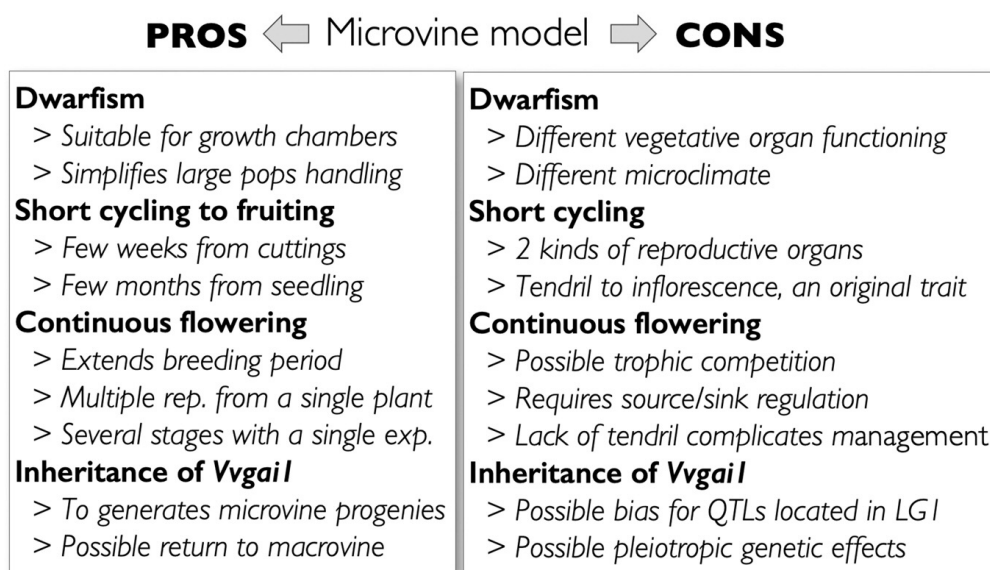 PROS Microvine model CONS
Dwarfism
> Suitable for growth chambers
> Simplifies large pops handling
Short cycling to fruiting
> Few weeks from cuttings
> Few months from seedling
Continuous flowering
> Extends breeding period
> Multiple rep. from a single plant
> Several stages with a single exp.
Inheritance of Vvgai1
> To generates microvine progenies
> Possible return to macrovine
Dwarfism
> Different vegetative organ functioning
> Different microclimate
Short cycling
> 2 kinds of reproductive organs
> Tendril to inflorescence, an original trait
Continuous flowering
> Possible trophic competition
> Requires source/sink regulation
> Lack of tendril complicates management
Inheritance of Vvgai1
> Possible bias for QTLs located in LG1
> Possible pleiotropic genetic effects